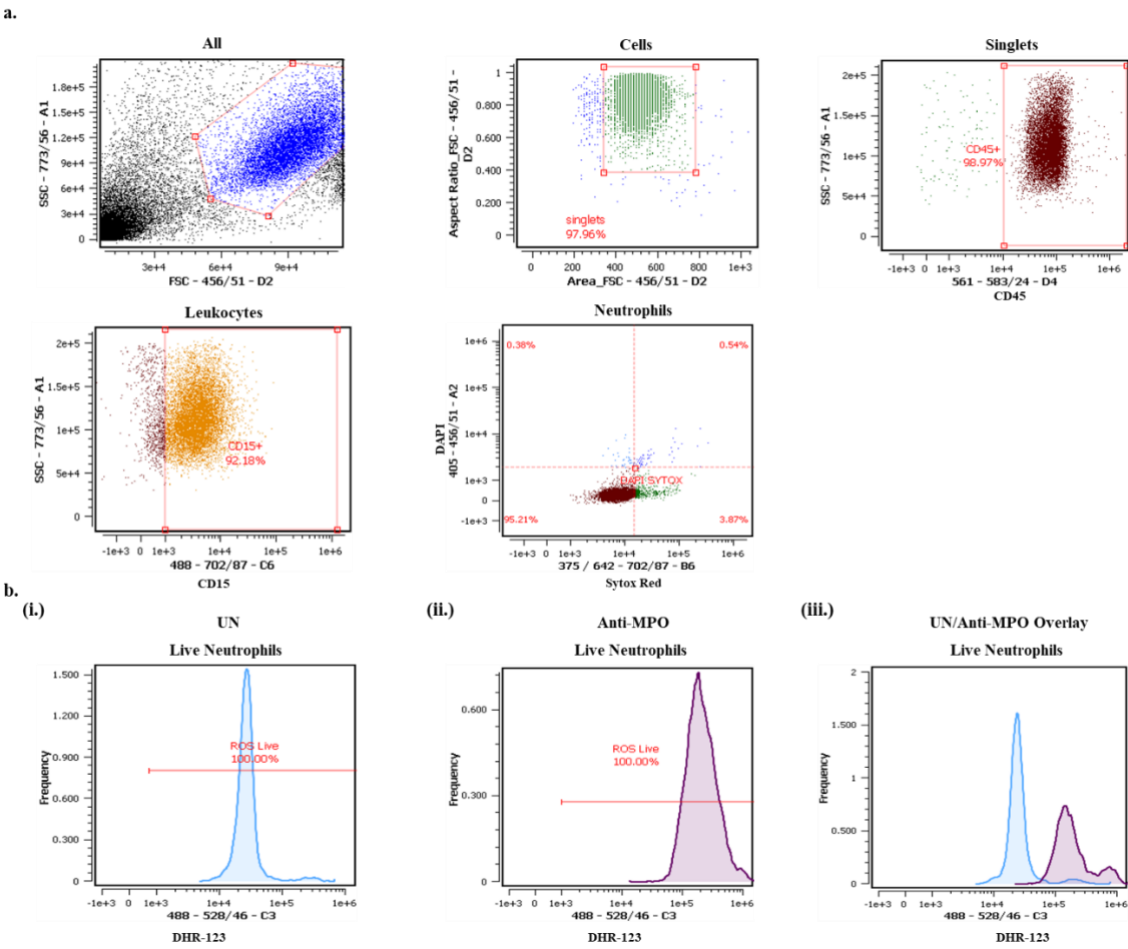 a.
All
SSC - 773/56 - A1
1.8e+5
1.5e+5
1.2e+5
9e+4
6e+4
3e+4
0
3e+4 6e+4 9e+4
FSC - 456/51 - D2
Cells
Aspect Ratio_FSC - 456/51 -
D2
1
0.800
0.600
0.400
0.200
0
singlets
97.96%
0 200 400 600 800 1e+3
Area_FSC - 456/51 - D2
Singlets
SSC - 773/56 - A1
2e+5
1.5e+5
1e+5
5e+4
0
CD45+
98.97%
-1e+3 0 1e+3 1e+4 1e+5 1e+6
561 - 583/24 - D4
CD45
Leukocytes
SSC - 773/56 - A1
2e+5
1.5e+5
1e+5
5e+4
0
CD15+
92.18%
-1e+3 0 1e+3 1e+4 1e+5 1e+6
488 - 702/87 - C6
CD15
Neutrophils
DAPI
405 - 456/51 - A2
1e+6
1e+5
1e+4
1e+3
0
-1e+3
0.38% 0.54%
DAPI SYTOX
95.21% 3.87%
-1e+3 0 1e+3 1e+4 1e+5 1e+6
375 / 642 - 702/87 - B6
Sytox Red
b.
(i.)
UN
Live Neutrophils
Frequency
1.500
1.200
0.900
0.600
0.300
0
ROS Live
100.00%
-1e+3 0 1e+3 1e+4 1e+5 1e+6
488 - 528/46 - C3
DHR-123
(ii.)
Anti-MPO
Live Neutrophils
Frequency
0.600
0.300
0
ROS Live
100.00%
-1e+3 0 1e+3 1e+4 1e+5 1e+6
488 - 528/46 - C3
DHR-123
(iii.)
UN/Anti-MPO Overlay
Live Neutrophils
Frequency
2
1.500
1
0.500
0
-1e+3 0 1e+3 1e+4 1e+5 1e+6
488 - 528/46 - C3
DHR-123